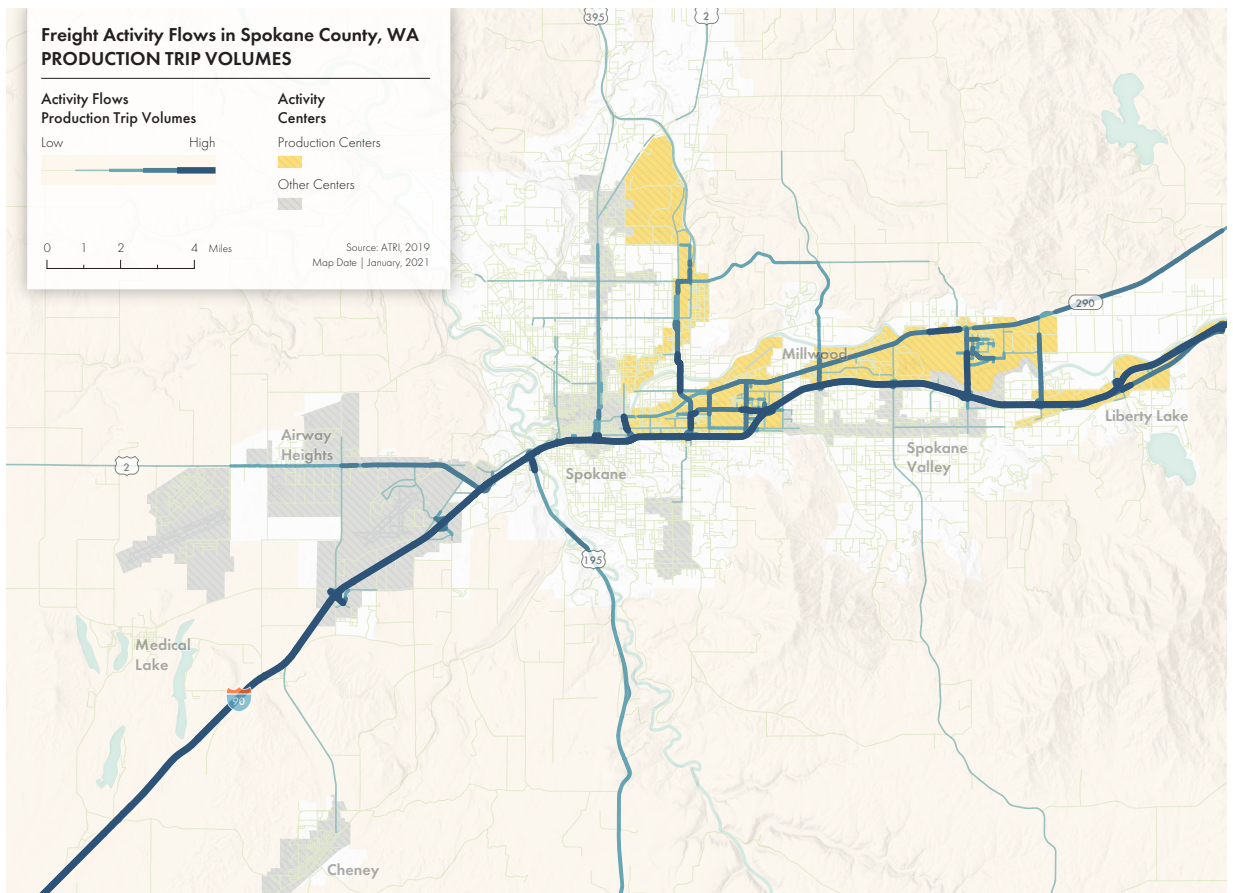 Freight Activity Flows in Spokane County, WA
PRODUCTION TRIP VOLUMES
Activity Flows
Production Trip Volumes
Low High
Activity
Centers
Production Centers
Other Centers
0 1 2 4 Miles
Source: ATRI, 2019
Map Date | January, 2021
395
2
290
Millwood
Liberty Lake
Airway
Heights
2
Spokane
Spokane
Valley
195
Medical
Lake
90
Cheney